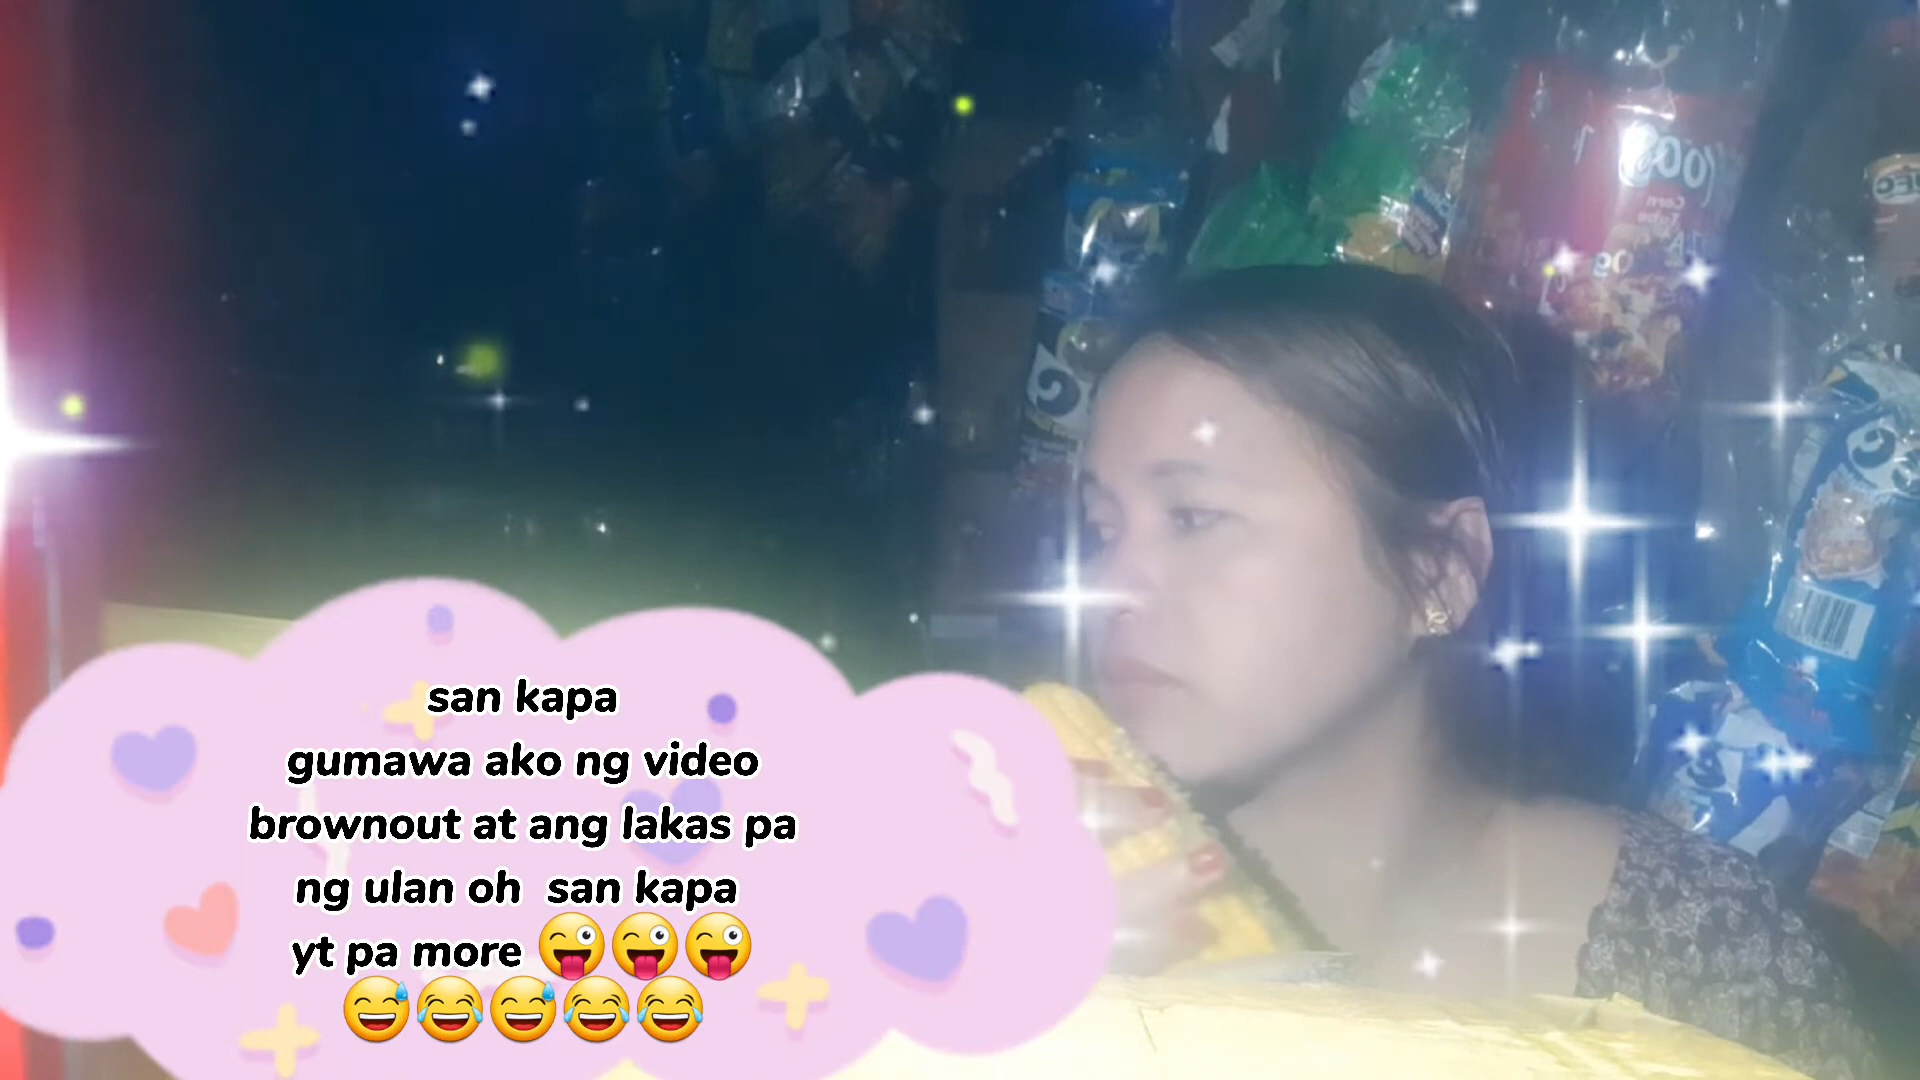 san kapa
gumawa ako ng video
brownout at ang lakas pa
ng ulan oh  san kapa
yt pa more 😜😜😜
😅😂😅😂😂
Corn